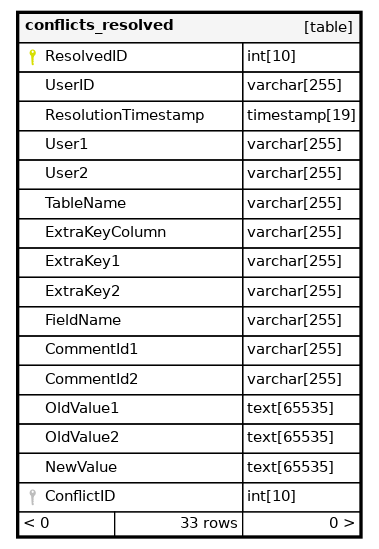 conflicts_resolved [table]
ResolvedID int[10]
UserID varchar[255]
ResolutionTimestamp timestamp[19]
User1 varchar[255]
User2 varchar[255]
TableName varchar[255]
ExtraKeyColumn varchar[255]
ExtraKey1 varchar[255]
ExtraKey2 varchar[255]
FieldName varchar[255]
CommentId1 varchar[255]
CommentId2 varchar[255]
OldValue1 text[65535]
OldValue2 text[65535]
NewValue text[65535]
ConflictID int[10]
< 0 33 rows 0 >